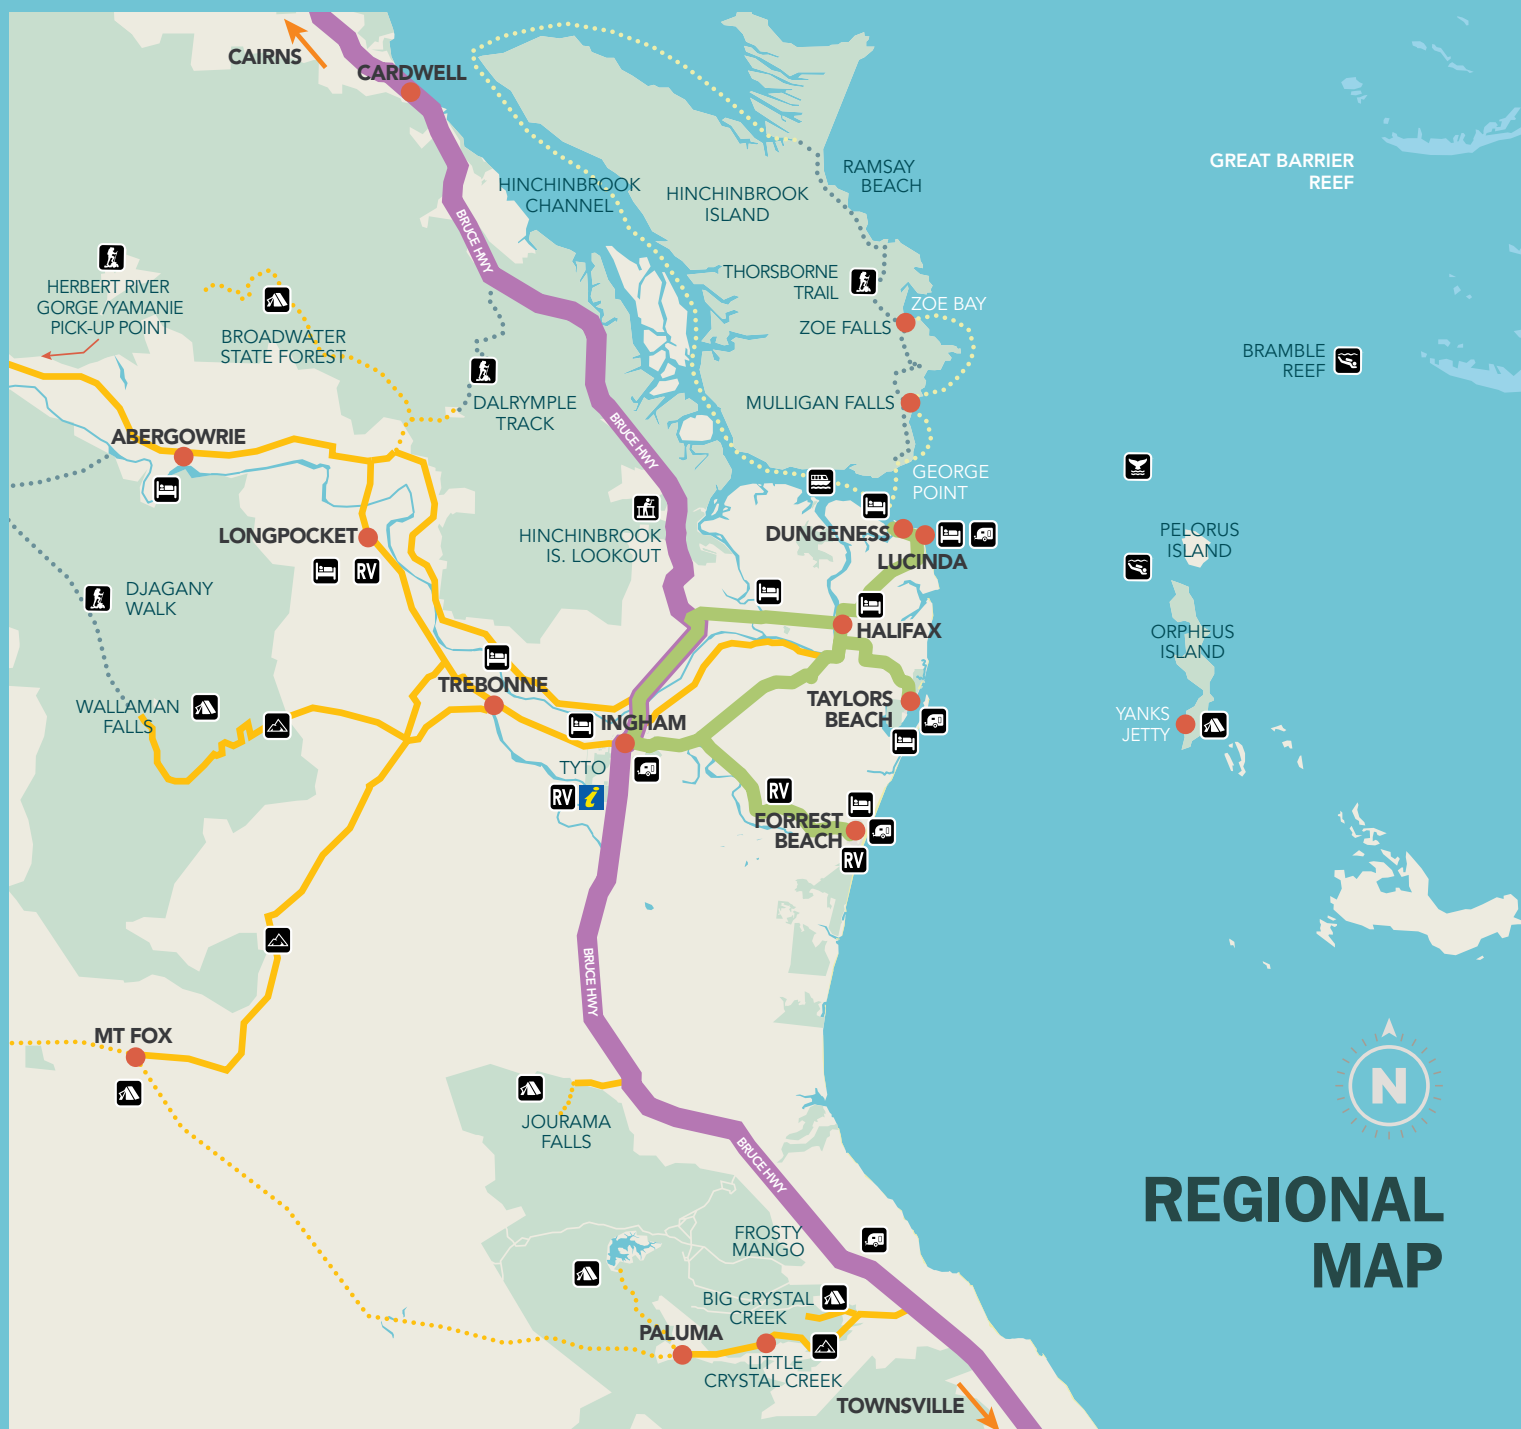 CAIRNS
CARDWELL
GREAT BARRIER
REEF
RAMSAY
BEACH
HINCHINBROOK
CHANNEL
HINCHINBROOK
ISLAND
BRUCE HWY
THORSBORNE
TRAIL
ZOE BAY
ZOE FALLS
HERBERT RIVER
GORGE /YAMANIE
PICK-UP POINT
BROADWATER
STATE FOREST
BRAMBLE
REEF
DALRYMPLE
TRACK
MULLIGAN FALLS
BRUCE HWY
ABERGOWRIE
GEORGE
POINT
LONGPOCKET
HINCHINBROOK
IS. LOOKOUT
DUNGENESS
LUCINDA
PELORUS
ISLAND
RV
DJAGANY
WALK
HALIFAX
ORPHEUS
ISLAND
TREBONNE
WALLAMAN
FALLS
INGHAM
TAYLORS
BEACH
YANKS
JETTY
TYTO
RV
i
RV
FORREST
BEACH
RV
BRUCE HWY
MT FOX
N
JOURAMA
FALLS
BRUCE HWY
REGIONAL
MAP
FROSTY
MANGO
BIG CRYSTAL
CREEK
PALUMA
LITTLE
CRYSTAL CREEK
TOWNSVILLE